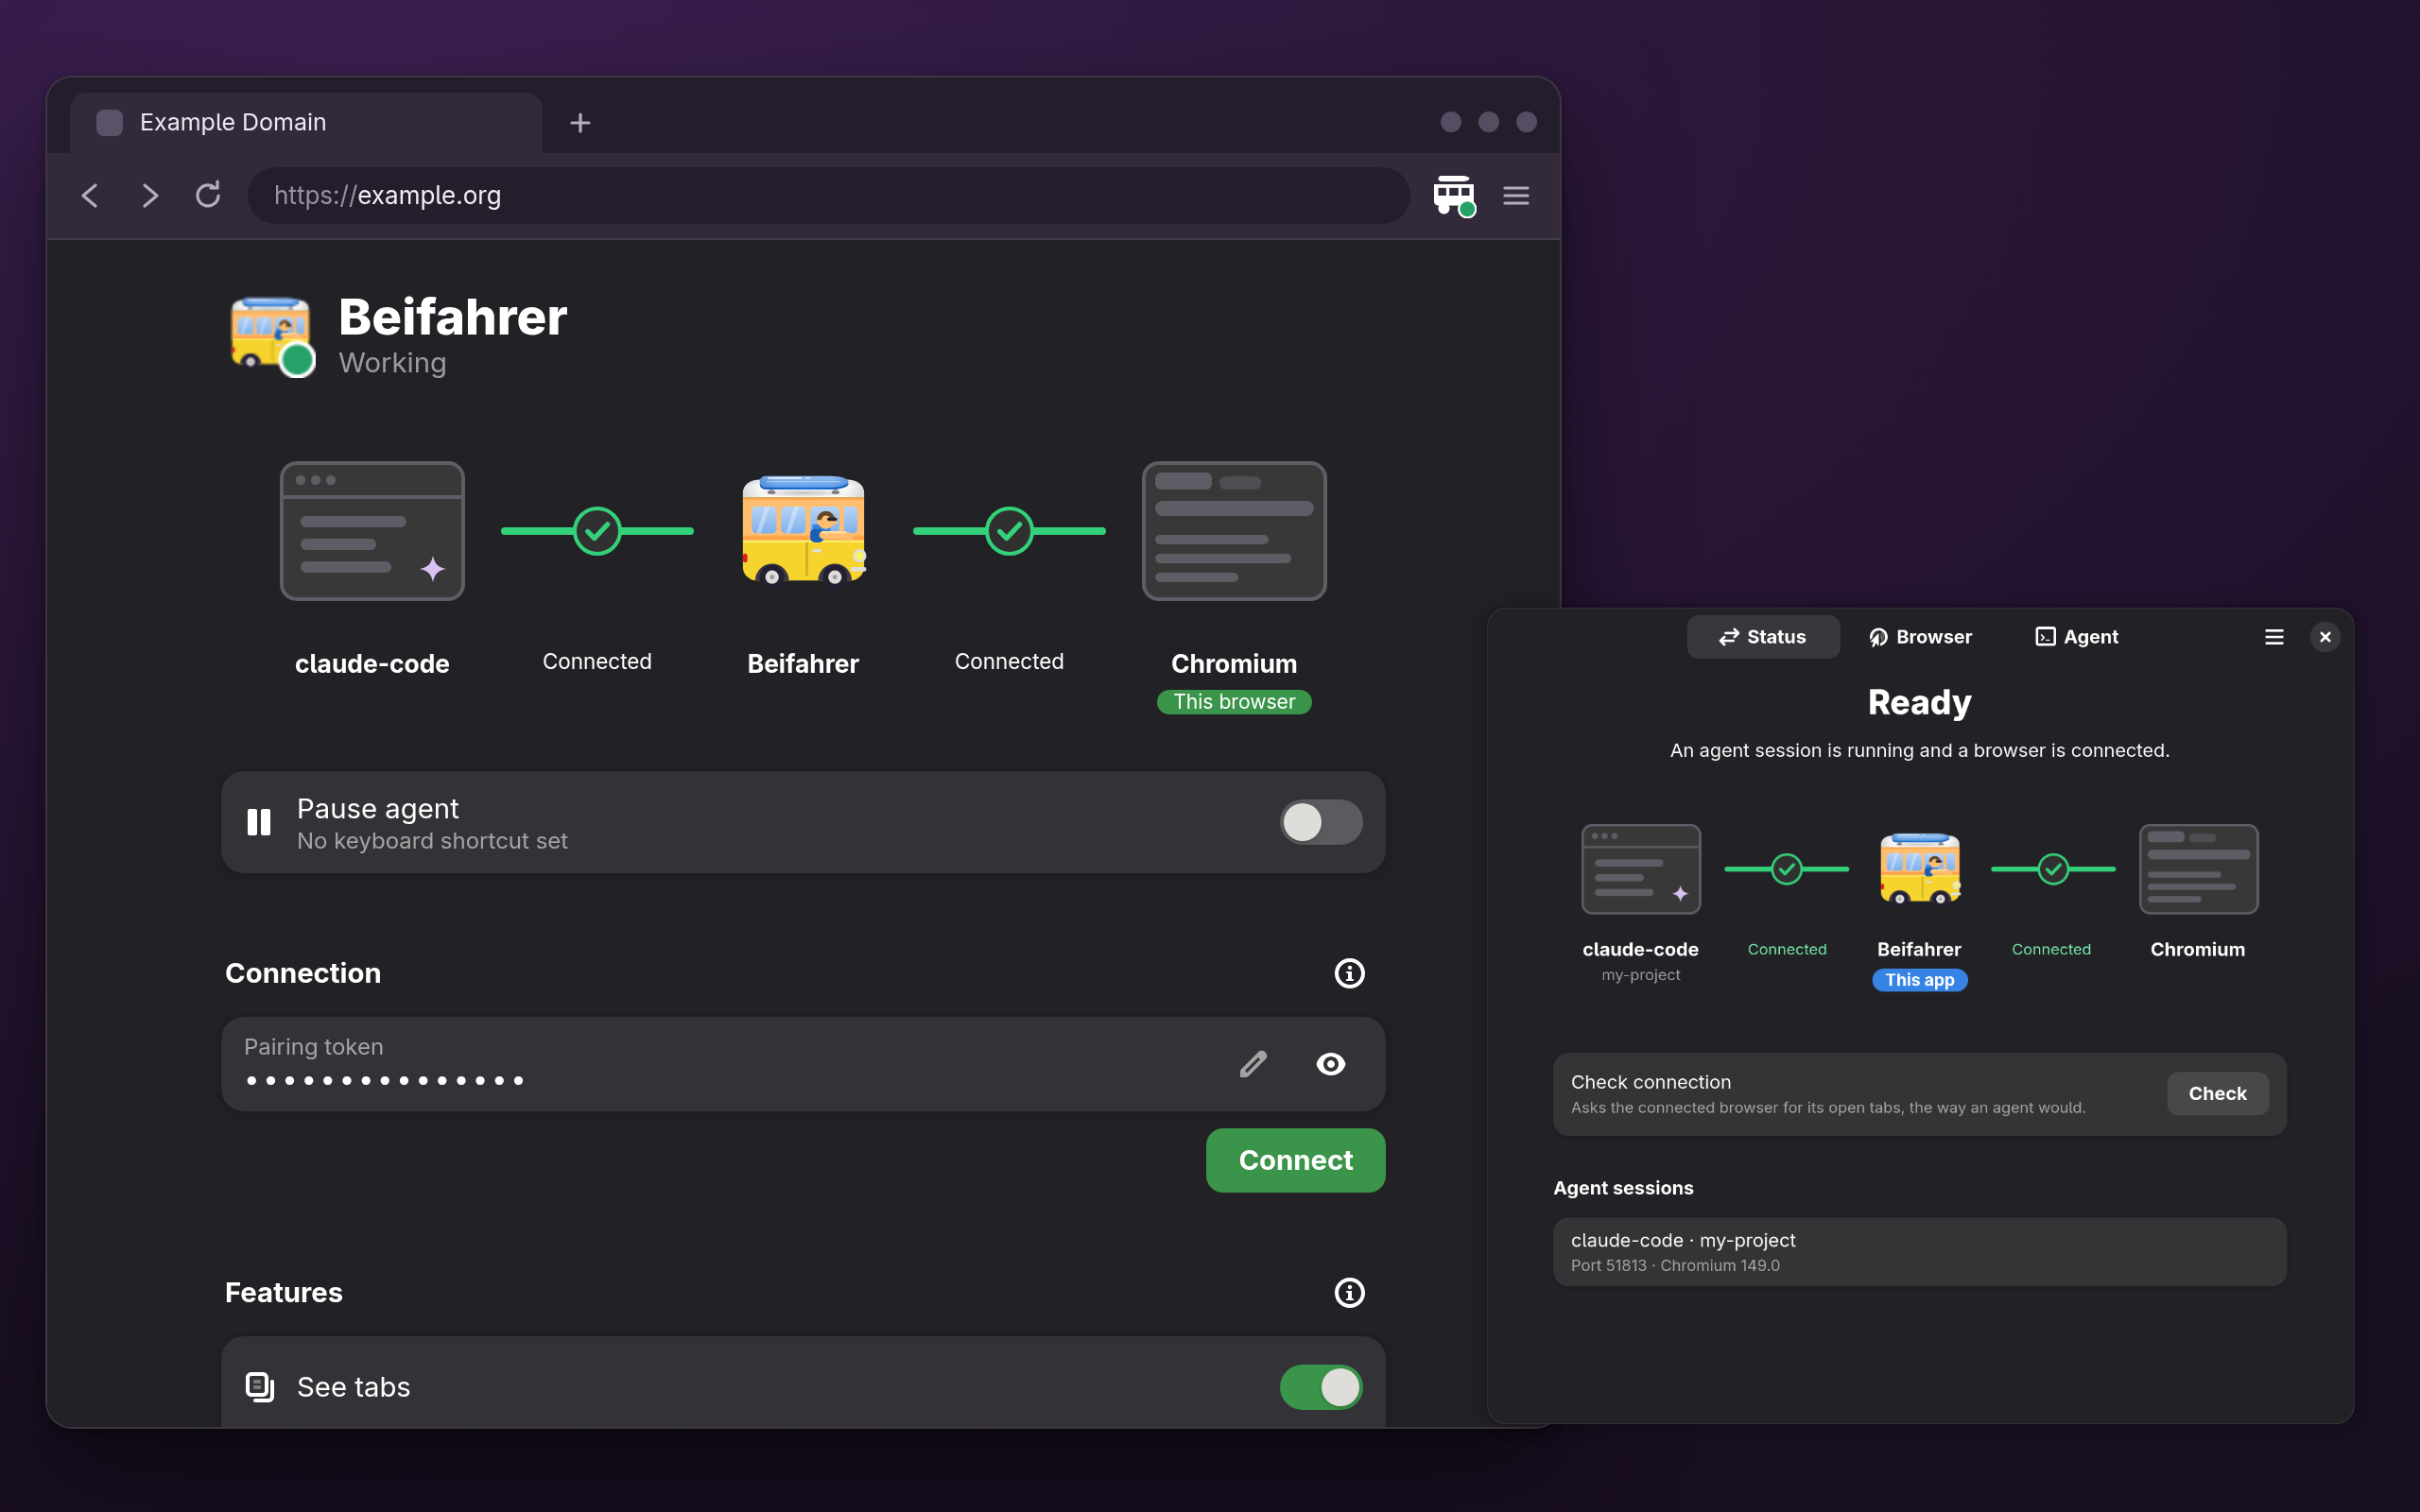 Example Domain
https://example.org
Beifahrer
Working
claude-code
Connected
Beifahrer
Connected
Chromium
This browser
Pause agent
No keyboard shortcut set
Connection
Pairing token
Connect
Features
See tabs
Status
Browser
Agent
Ready
An agent session is running and a browser is connected.
claude-code
my-project
Connected
Beifahrer
This app
Connected
Chromium
Check connection
Asks the connected browser for its open tabs, the way an agent would.
Check
Agent sessions
claude-code · my-project
Port 51813 · Chromium 149.0